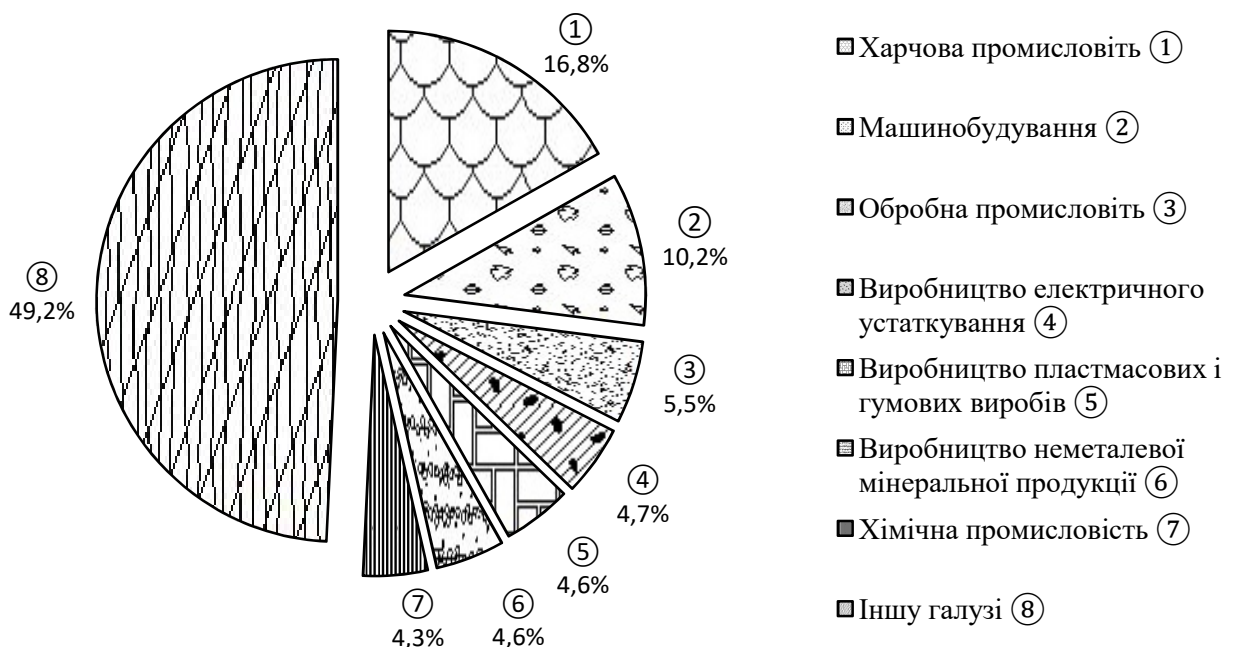 ①
16,8%
②
10,2%
③
5,5%
④
4,7%
⑤
4,6%
⑥
4,6%
⑦
4,3%
⑧
49,2%
Харчова промисловіть ①
Машинобудування ②
Обробна промисловіть ③
Виробництво електричного
устаткування ④
Виробництво пластмасових і
гумових виробів ⑤
Виробництво неметалевої
мінеральної продукції ⑥
Хімічна промисловість ⑦
Іншу галузі ⑧